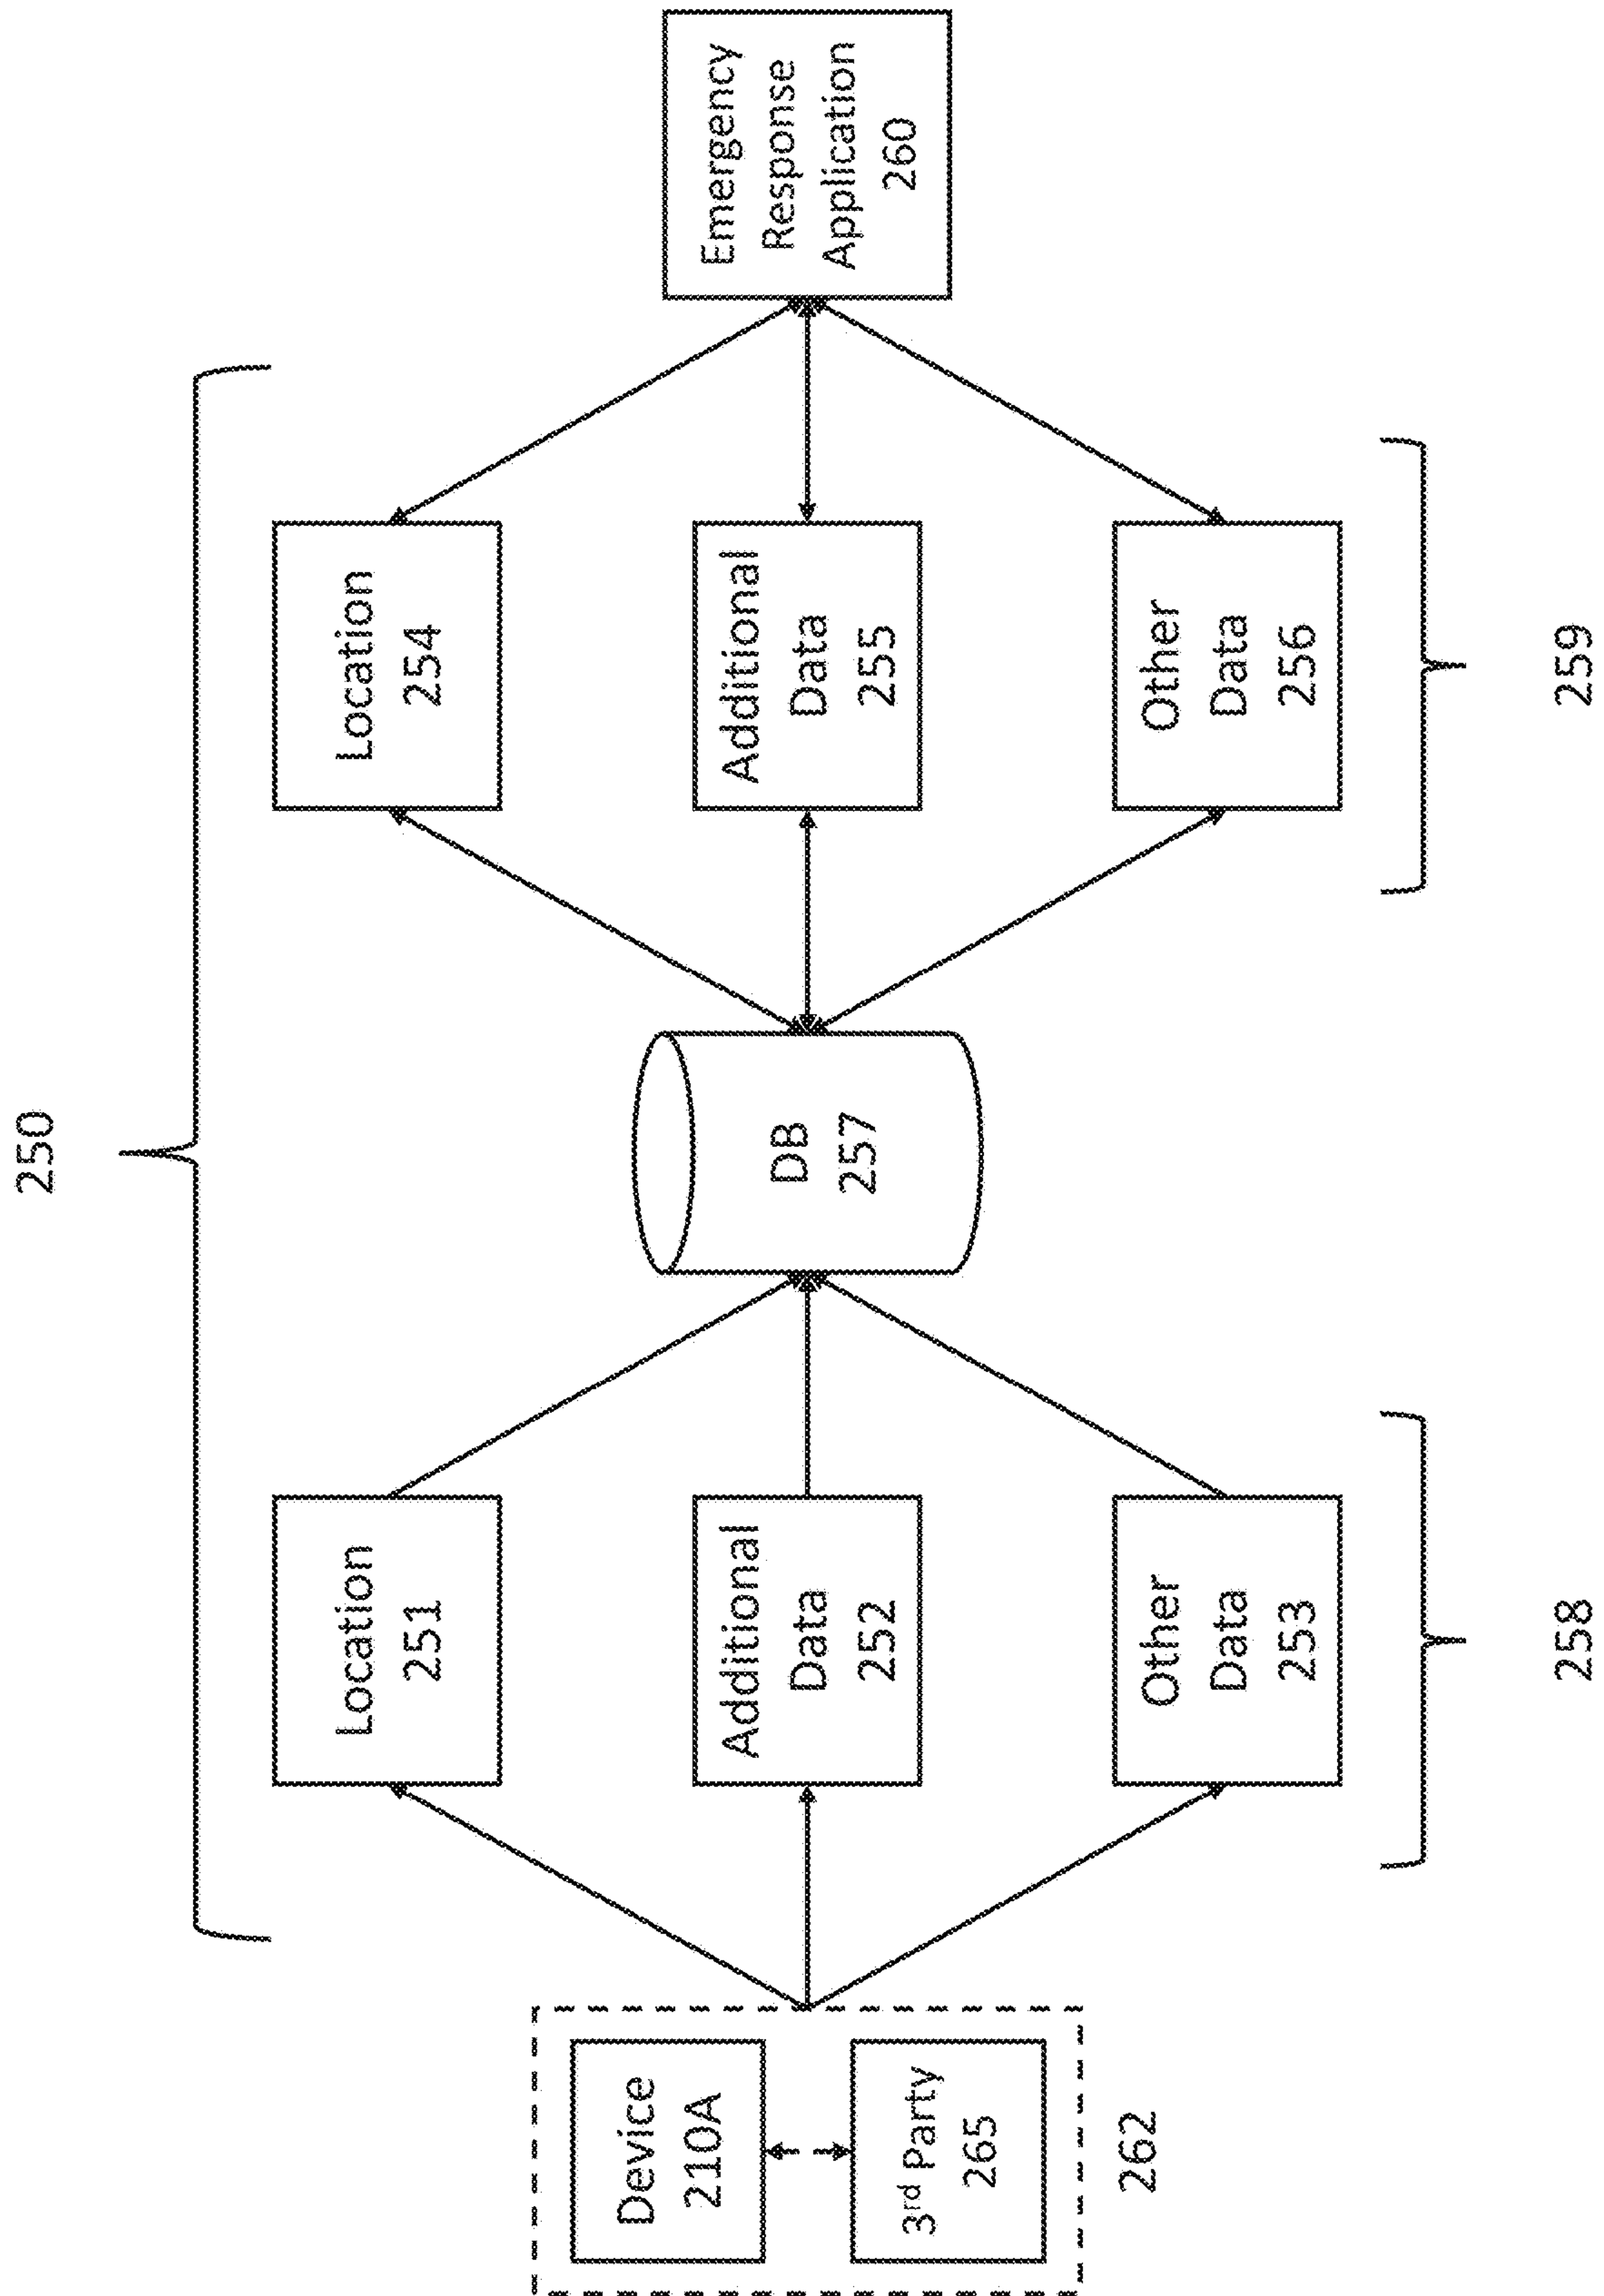 250
Device
210A
3rd Party
265
262
Location
251
Additional
Data
252
Other
Data
253
258
DB
257
Location
254
Additional
Data
255
Other
Data
256
259
Emergency
Response
Application
260